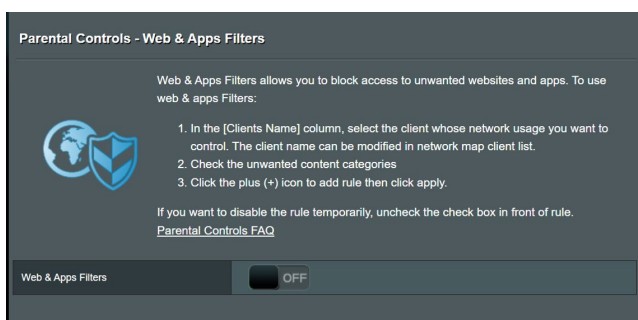 Parental Controls - Web & Apps Filters
Web & Apps Filters allows you to block access to unwanted websites and apps. To use
web & apps Filters:
1. In the [Clients Name] column, select the client whose network usage you want to
control. The client name can be modified in network map client list.
2. Check the unwanted content categories
3. Click the plus (+) icon to add rule then click apply.
If you want to disable the rule temporarily, uncheck the check box in front of rule.
Parental Controls FAQ
Web & Apps Filters OFF